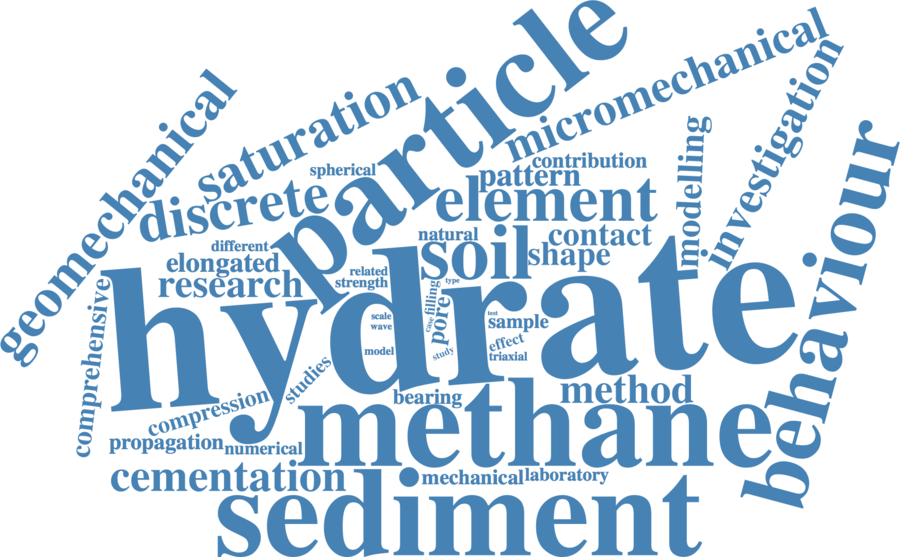 particle
micromechanical
geomechanical
saturation
investigation
behaviour
modelling
contribution
spherical
pattern
discrete
element
natural
soil
contact
shape
different
elongated
research
related
strength
type
filling
case
pore
comprehensive
hydrate
scale
wave
test
sample
model
study
effect
triaxial
studies
bearing
method
compression
methane
propagation
numerical
cementation
mechanical
laboratory
sediment